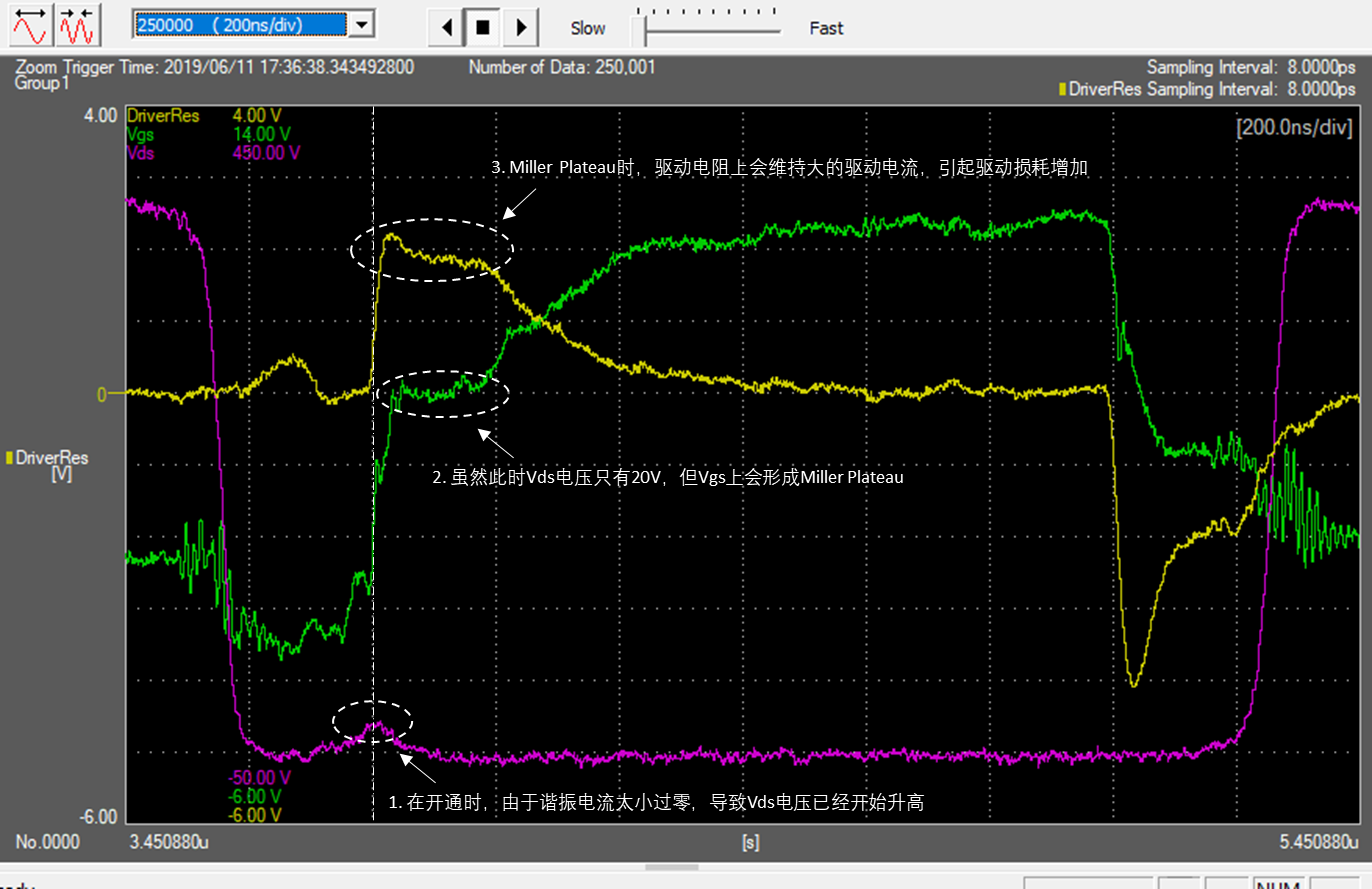 250000 ( 200ns/div)
Slow
Fast
Zoom Trigger Time: 2019/06/11 17:36:38.343492800
Number of Data: 250,001
Sampling Interval: 8.0000ps
Group1
DriverRes Sampling Interval: 8.0000ps
4.00
DriverRes 4.00 V
Vgs 14.00 V
Vds 450.00 V
[200.0ns/div]
3. Miller Plateau时，驱动电阻上会维持大的驱动电流，引起驱动损耗增加
0
DriverRes
[V]
2. 虽然此时Vds电压只有20V，但Vgs上会形成Miller Plateau
-50.00 V
-6.00 V
-6.00 V
1. 在开通时，由于谐振电流太小过零，导致Vds电压已经开始升高
-6.00
No.0000
3.450880u
[s]
5.450880u
NUM